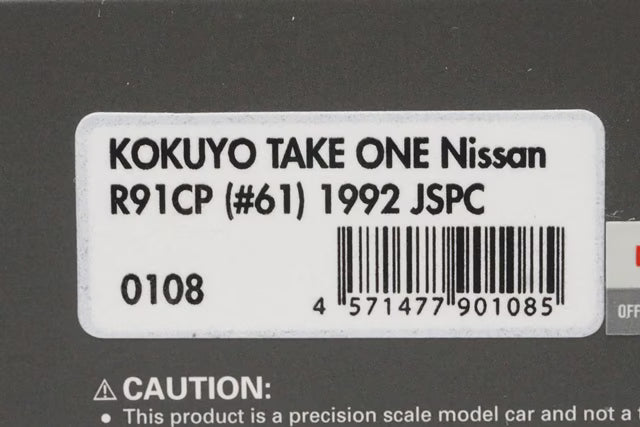 KOKUYO TAKE ONE Nissan
R91CP (#61) 1992 JSPC
0108
4 571477 901085
OFF
⚠ CAUTION:
• This product is a precision scale model car and not a